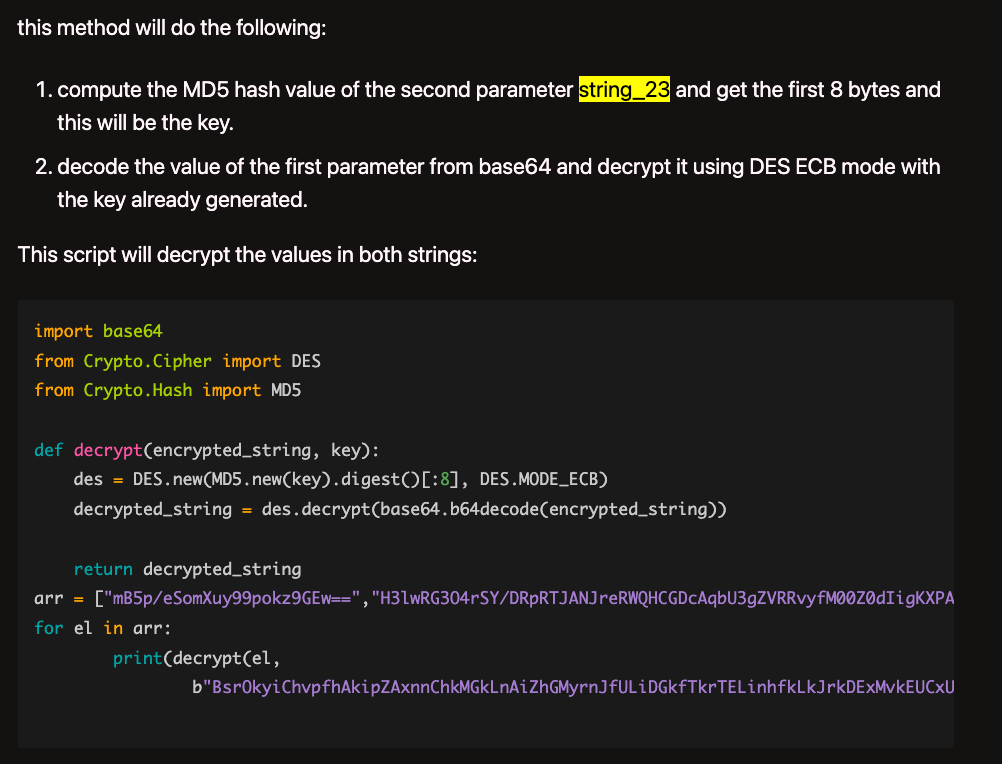 this method will do the following:
1. compute the MD5 hash value of the second parameter string_23 and get the first 8 bytes and
this will be the key.
2. decode the value of the first parameter from base64 and decrypt it using DES ECB mode with
the key already generated.
This script will decrypt the values in both strings:
import base64
from Crypto.Cipher import DES
from Crypto.Hash import MD5
def decrypt(encrypted_string, key):
    des = DES.new(MD5.new(key).digest()[:8], DES.MODE_ECB)
    decrypted_string = des.decrypt(base64.b64decode(encrypted_string))
    return decrypted_string
arr = ["mB5p/eSomXuy99pokz9GEw==","H3lwRG3O4rSY/DRpRTJANJreRWQHCGDcAqbU3gZVRRvyfM00Z0dIigKXPA
for el in arr:
        print(decrypt(el,
                b"BsrOkyiChvpfhAkipZAxnnChkMGkLnAiZhGMyrnJfULiDGkfTkrTELinhfkLkJrkDExMvkEUCxU